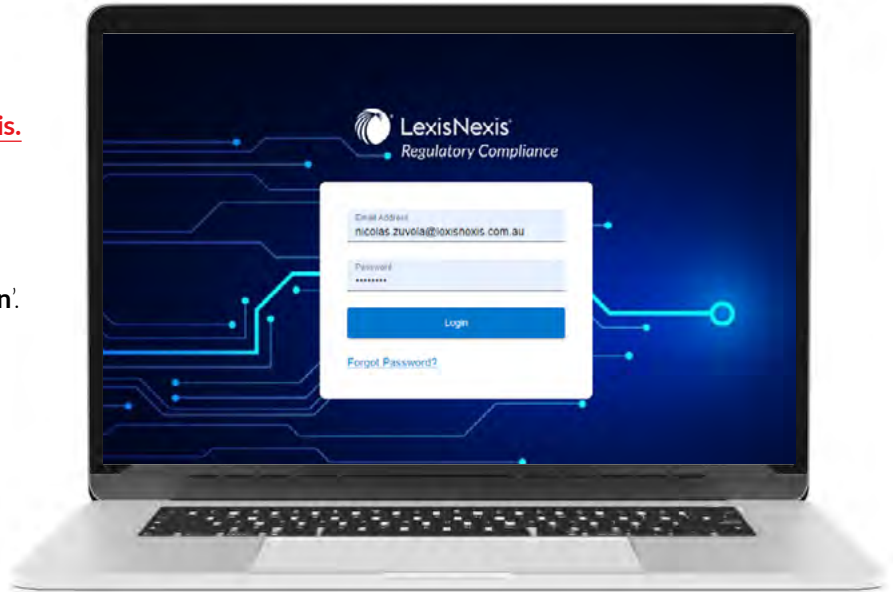 is.
n’.
LexisNexis®
Regulatory Compliance
Email Address
nicolas.zuvola@lexisnexis.com.au
Password
••••••••
Login
Forgot Password?